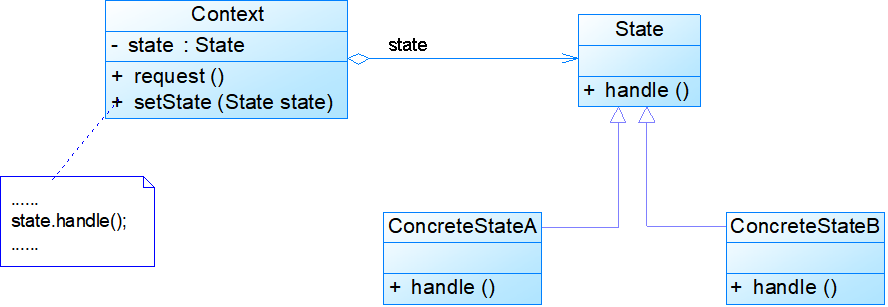 Context
- state : State
+ request ()
+ setState (State state)
state
State
+ handle ()
......
state.handle();
......
ConcreteStateA
+ handle ()
ConcreteStateB
+ handle ()